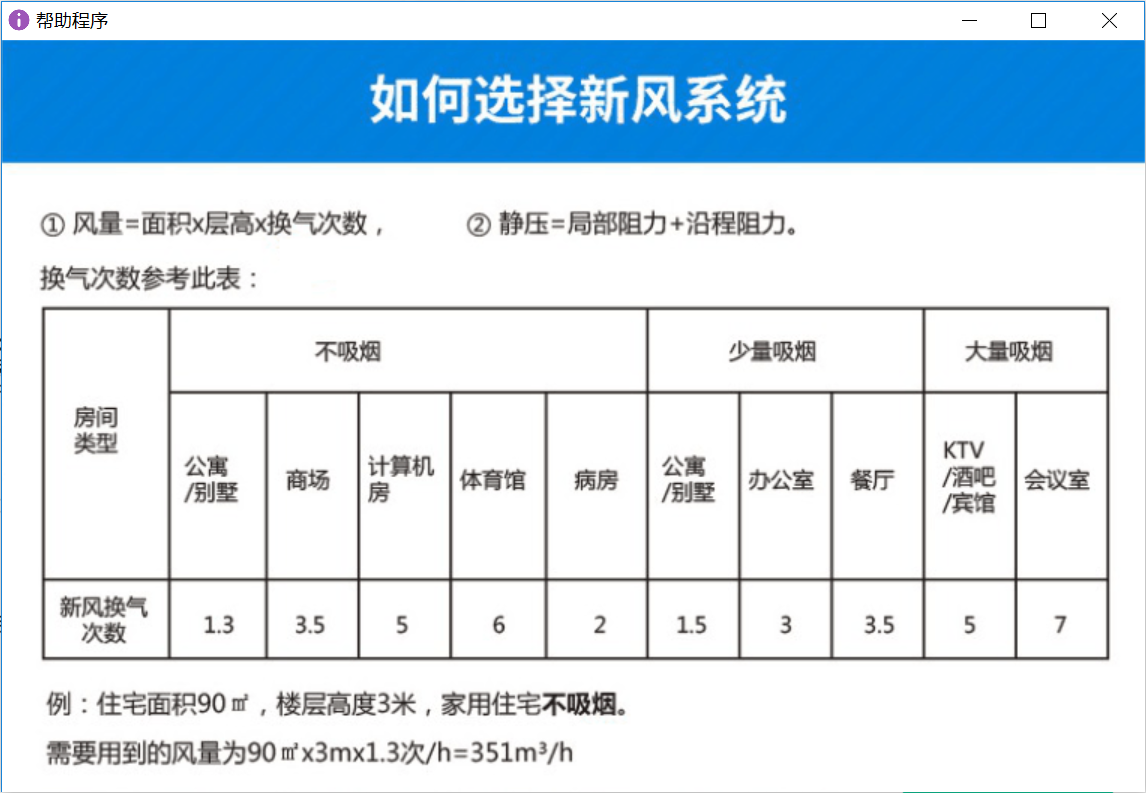 帮助程序
如何选择新风系统
① 风量=面积x层高x换气次数， ② 静压=局部阻力+沿程阻力。
换气次数参考此表：
不吸烟 少量吸烟 大量吸烟
房间
类型
公寓
/别墅
商场
计算机
房
体育馆
病房
公寓
/别墅
办公室
餐厅
KTV
/酒吧
/宾馆
会议室
新风换气
次数
1.3 3.5 5 6 2 1.5 3 3.5 5 7
例：住宅面积90㎡，楼层高度3米，家用住宅不吸烟。
需要用到的风量为90㎡x3mx1.3次/h=351m³/h